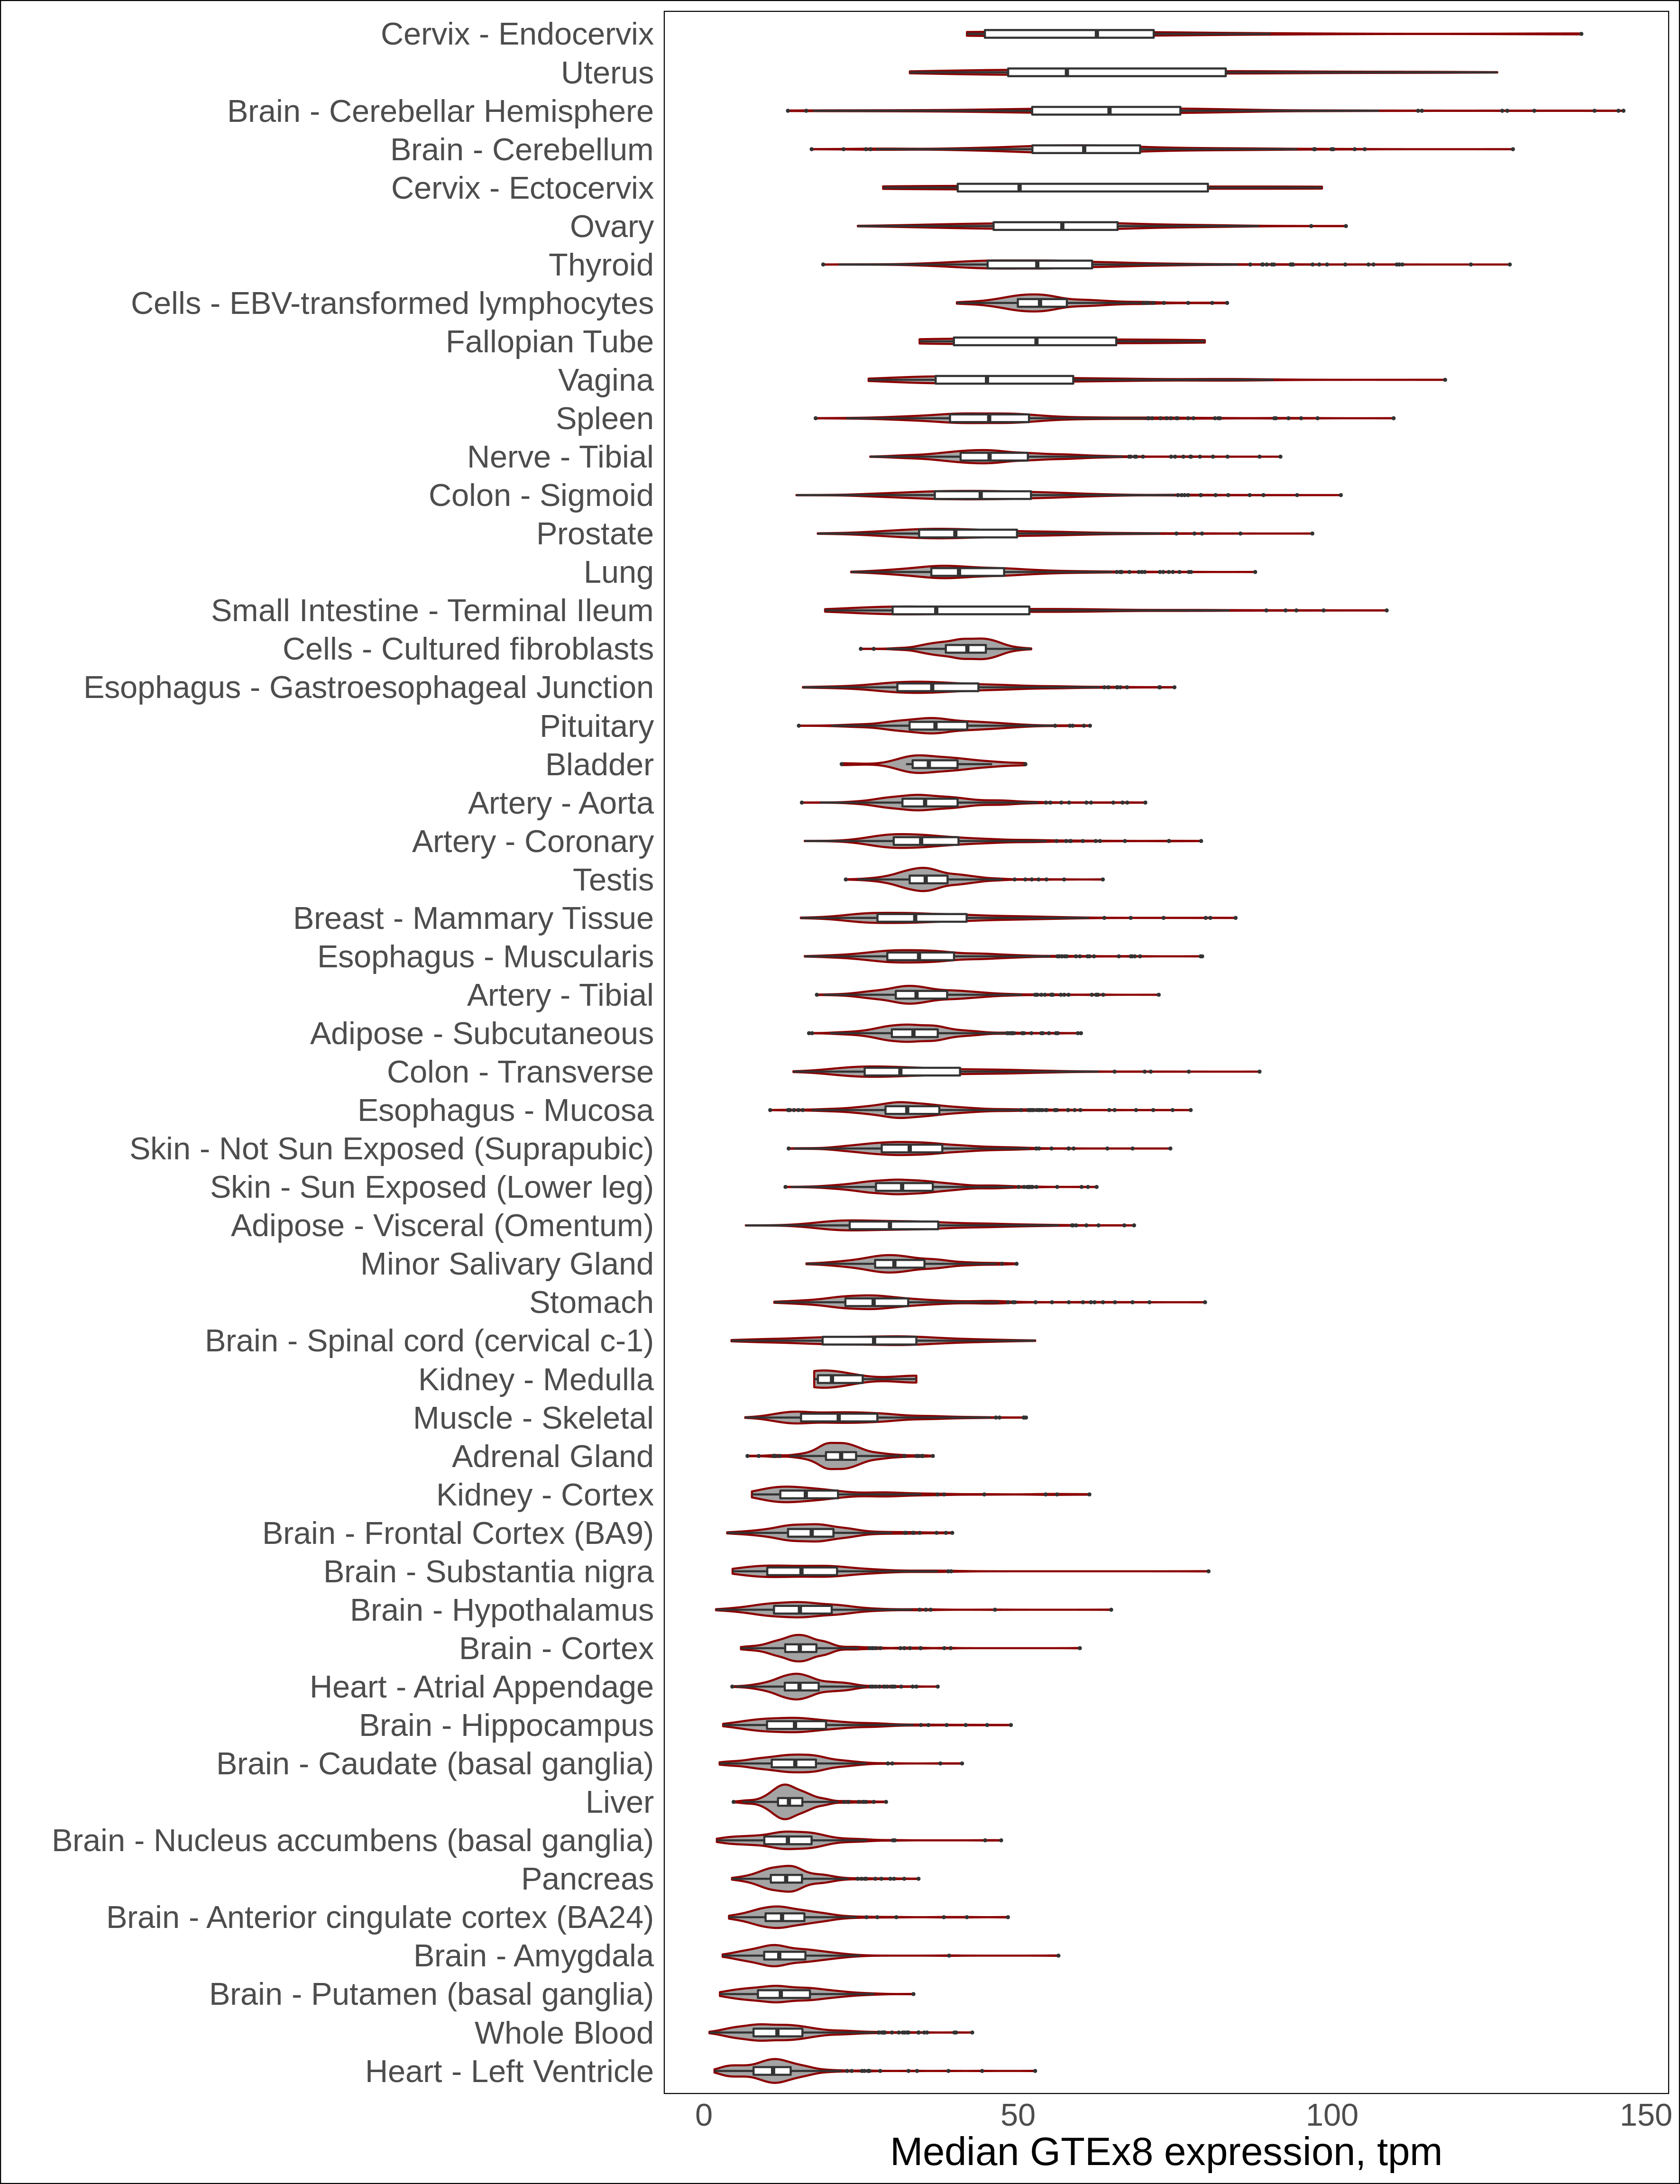 Cervix - Endocervix
Uterus
Brain - Cerebellar Hemisphere
Brain - Cerebellum
Cervix - Ectocervix
Ovary
Thyroid
Cells - EBV-transformed lymphocytes
Fallopian Tube
Vagina
Spleen
Nerve - Tibial
Colon - Sigmoid
Prostate
Lung
Small Intestine - Terminal Ileum
Cells - Cultured fibroblasts
Esophagus - Gastroesophageal Junction
Pituitary
Bladder
Artery - Aorta
Artery - Coronary
Testis
Breast - Mammary Tissue
Esophagus - Muscularis
Artery - Tibial
Adipose - Subcutaneous
Colon - Transverse
Esophagus - Mucosa
Skin - Not Sun Exposed (Suprapubic)
Skin - Sun Exposed (Lower leg)
Adipose - Visceral (Omentum)
Minor Salivary Gland
Stomach
Brain - Spinal cord (cervical c-1)
Kidney - Medulla
Muscle - Skeletal
Adrenal Gland
Kidney - Cortex
Brain - Frontal Cortex (BA9)
Brain - Substantia nigra
Brain - Hypothalamus
Brain - Cortex
Heart - Atrial Appendage
Brain - Hippocampus
Brain - Caudate (basal ganglia)
Liver
Brain - Nucleus accumbens (basal ganglia)
Pancreas
Brain - Anterior cingulate cortex (BA24)
Brain - Amygdala
Brain - Putamen (basal ganglia)
Whole Blood
Heart - Left Ventricle
0 50 100 150
Median GTEx8 expression, tpm